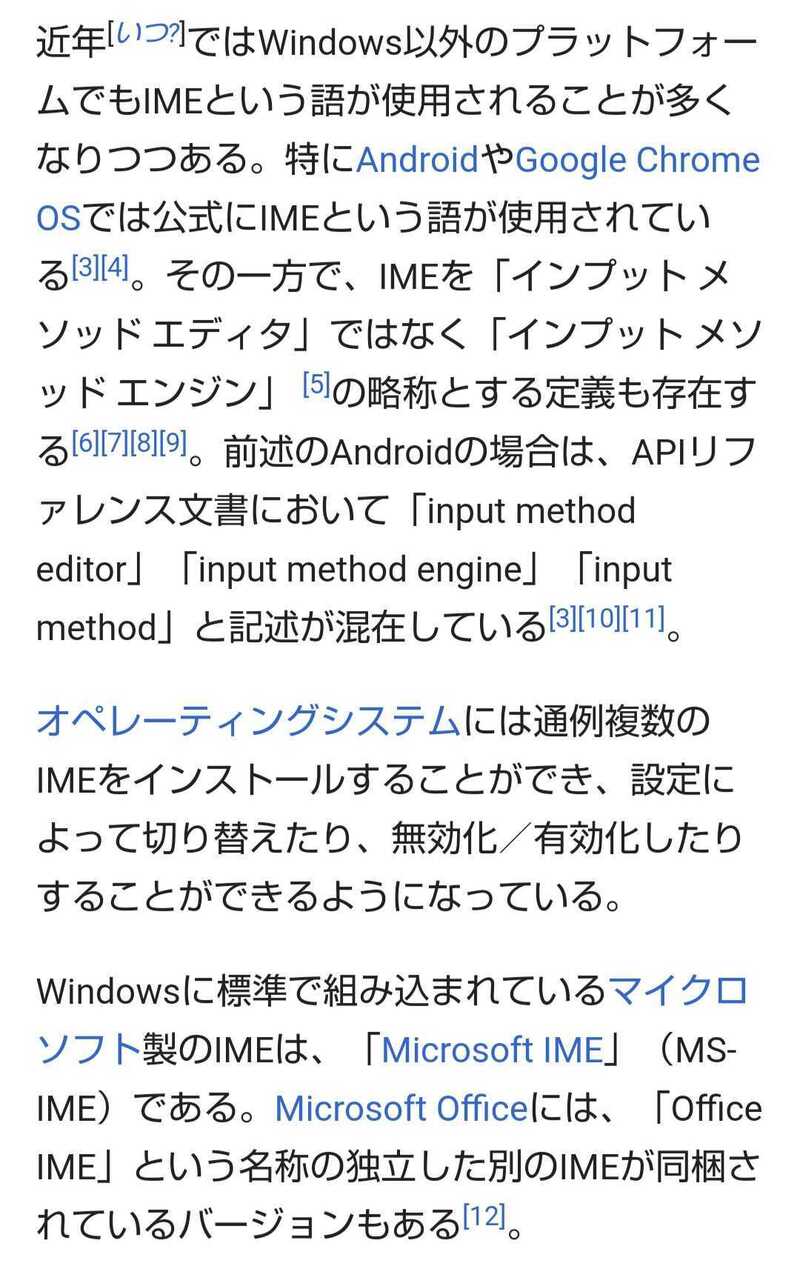 近年[いつ?]ではWindows以外のプラットフォー
ムでもIMEという語が使用されることが多く
なりつつある。特にAndroidやGoogle Chrome
OSでは公式にIMEという語が使用されてい
る[3][4]。その一方で、IMEを「インプット メ
ソッド エディタ」ではなく「インプット メソ
ッド エンジン」 [5]の略称とする定義も存在す
る[6][7][8][9]。前述のAndroidの場合は、APIリフ
ァレンス文書において「input method
editor」「input method engine」「input
method」と記述が混在している[3][10][11]。
オペレーティングシステムには通例複数の
IMEをインストールすることができ、設定に
よって切り替えたり、無効化／有効化したり
することができるようになっている。
Windowsに標準で組み込まれているマイクロ
ソフト製のIMEは、「Microsoft IME」（MS-
IME）である。Microsoft Officeには、「Office
IME」という名称の独立した別のIMEが同梱さ
れているバージョンもある[12]。